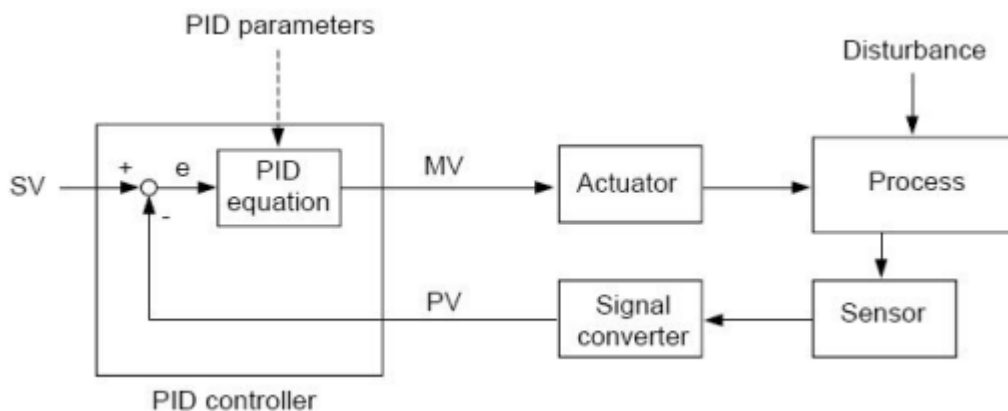 PID parameters
Disturbance
SV
+
-
e
PID
equation
MV
Actuator
Process
PV
Signal
converter
Sensor
PID controller